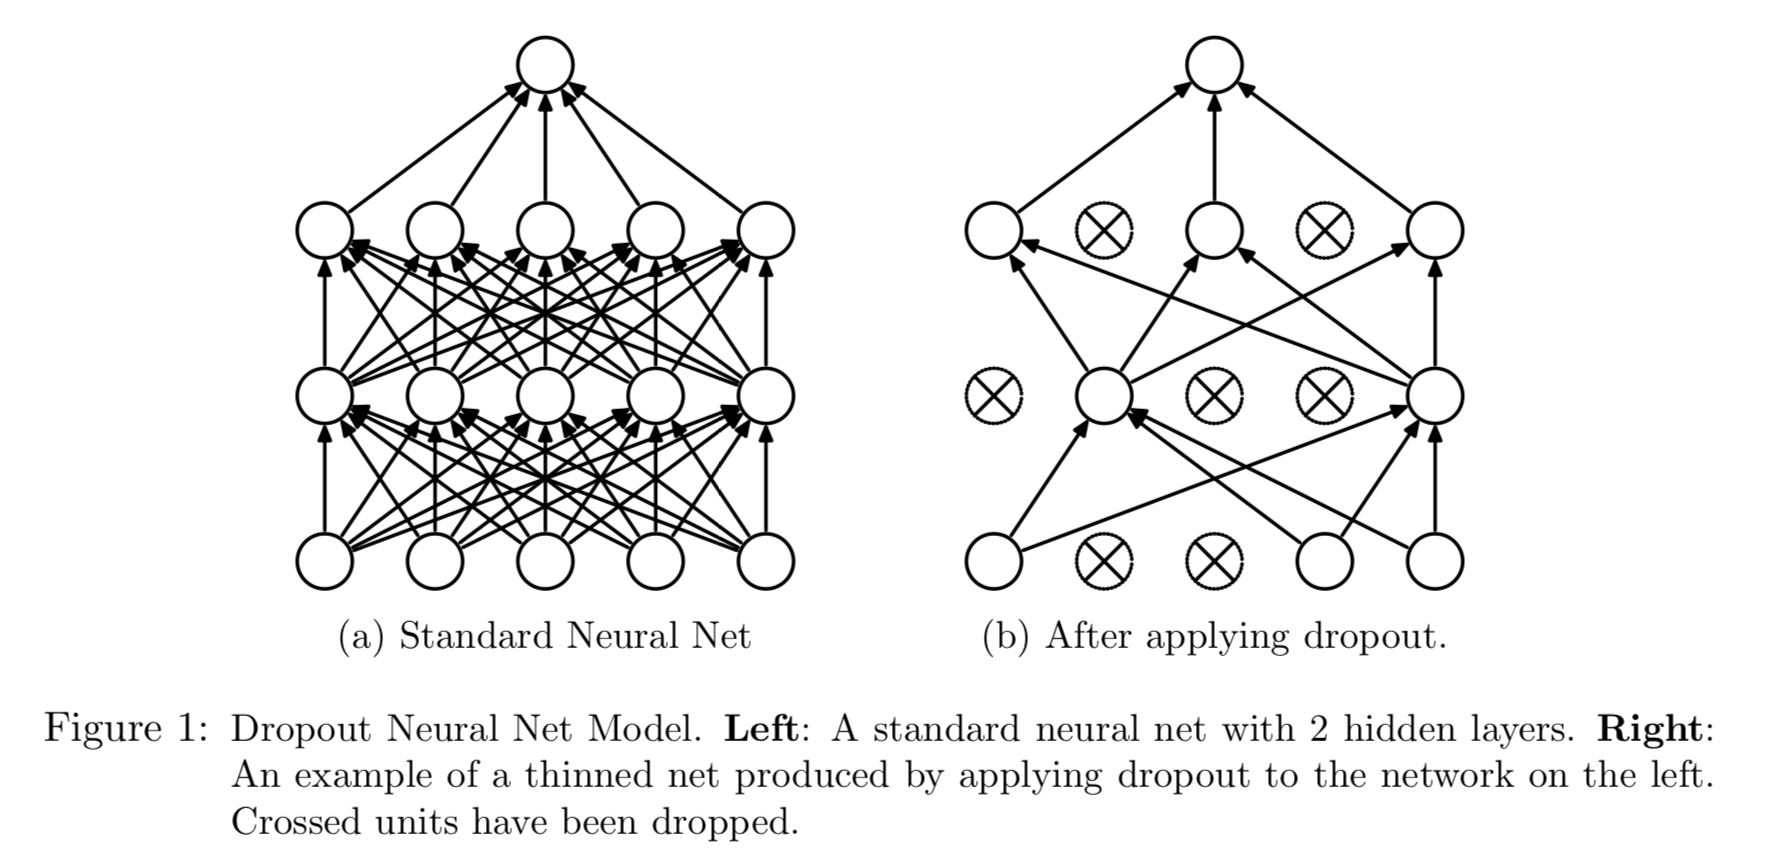 (a) Standard Neural Net
(b) After applying dropout.
Figure 1: Dropout Neural Net Model. Left: A standard neural net with 2 hidden layers. Right:
An example of a thinned net produced by applying dropout to the network on the left.
Crossed units have been dropped.